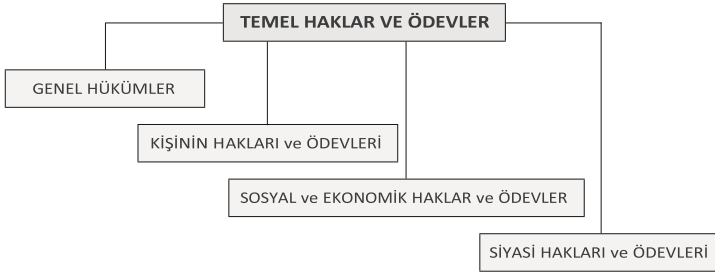 TEMEL HAKLAR VE ÖDEVLER
GENEL HÜKÜMLER
KİŞİNİN HAKLARI ve ÖDEVLERİ
SOSYAL ve EKONOMİK HAKLAR ve ÖDEVLER
SİYASİ HAKLARI ve ÖDEVLERİ